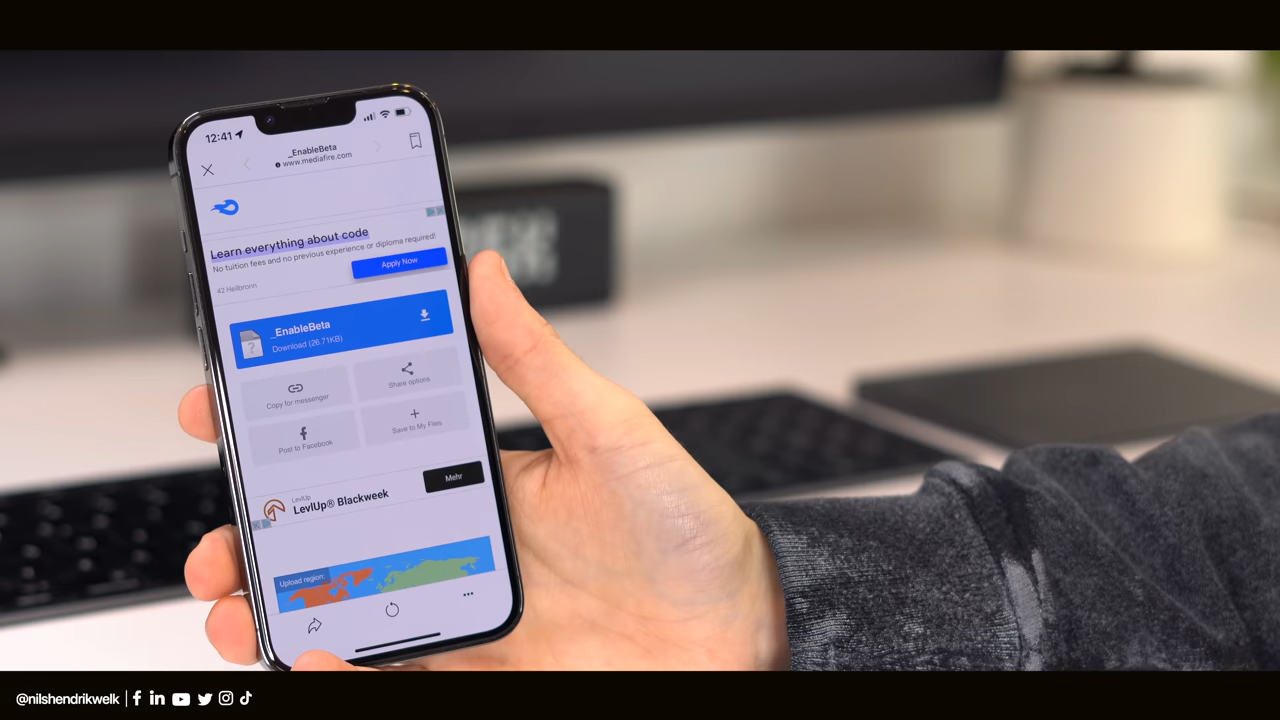 12:41
_EnableBeta
www.mediafire.com
Learn everything about code
No tuition fees and no previous experience or diploma required!
Apply Now
42 Heilbronn
_EnableBeta
Download (26.71KB)
?
Copy for messenger
Share options
Post to Facebook
Save to My Files
LevlUp
LevlUp® Blackweek
Mehr
Upload region:
@nilshendrikwelk